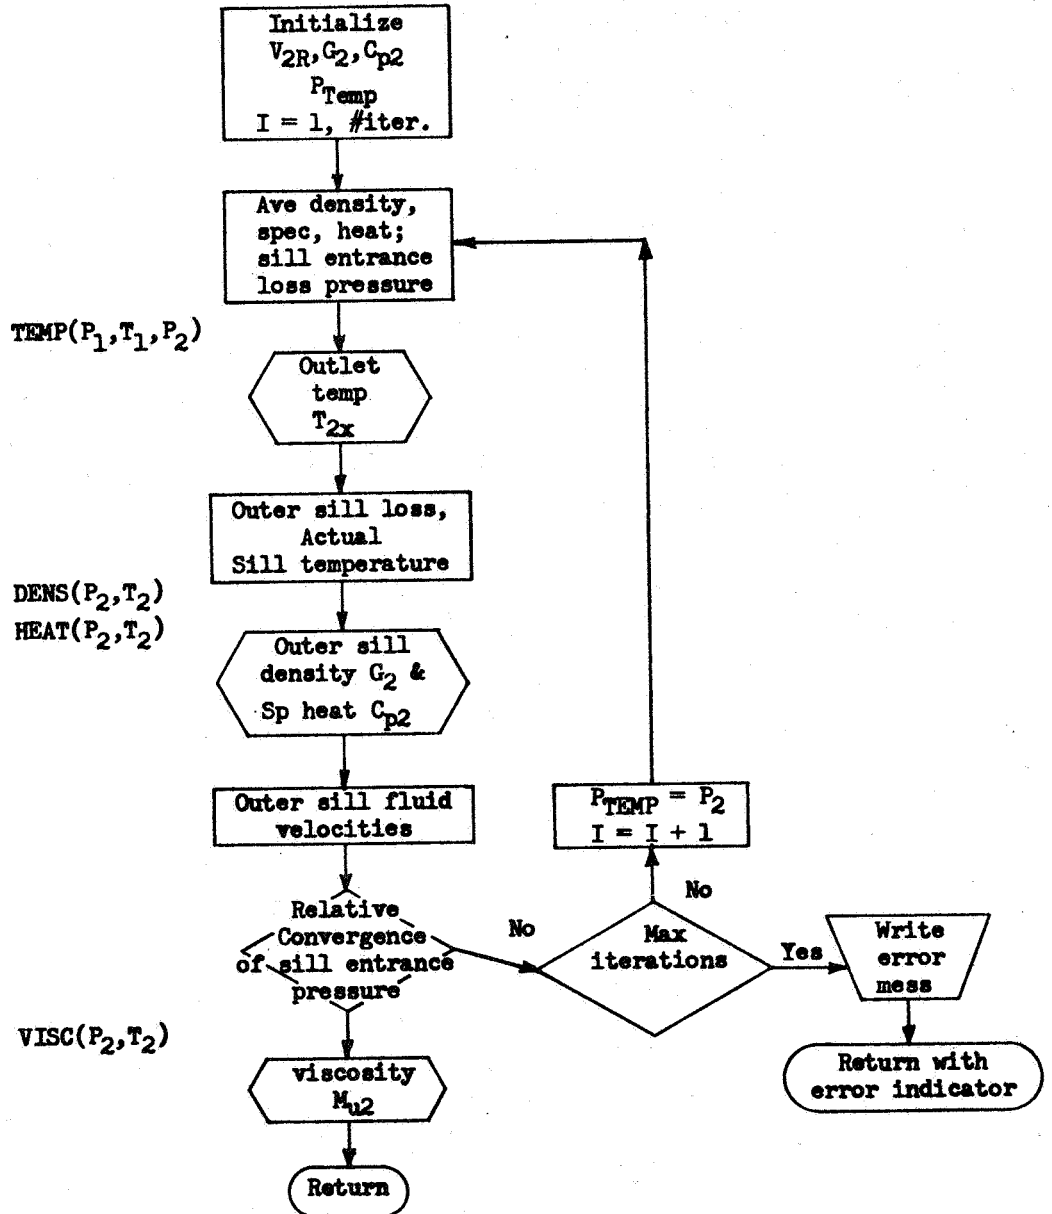 Initialize
V2R,G2,Cp2
PTemp
I = 1, #iter.
Ave density,
spec, heat;
sill entrance
loss pressure
TEMP(P1,T1,P2)
Outlet
temp
T2x
Outer sill loss,
Actual
Sill temperature
DENS(P2,T2)
HEAT(P2,T2)
Outer sill
density G2 &
Sp heat Cp2
Outer sill fluid
velocities
PTEMP = P2
I = I + 1
Relative
Convergence
of sill entrance
pressure
No
No
Max
iterations
Yes
Write
error
mess
VISC(P2,T2)
viscosity
Mu2
Return with
error indicator
Return